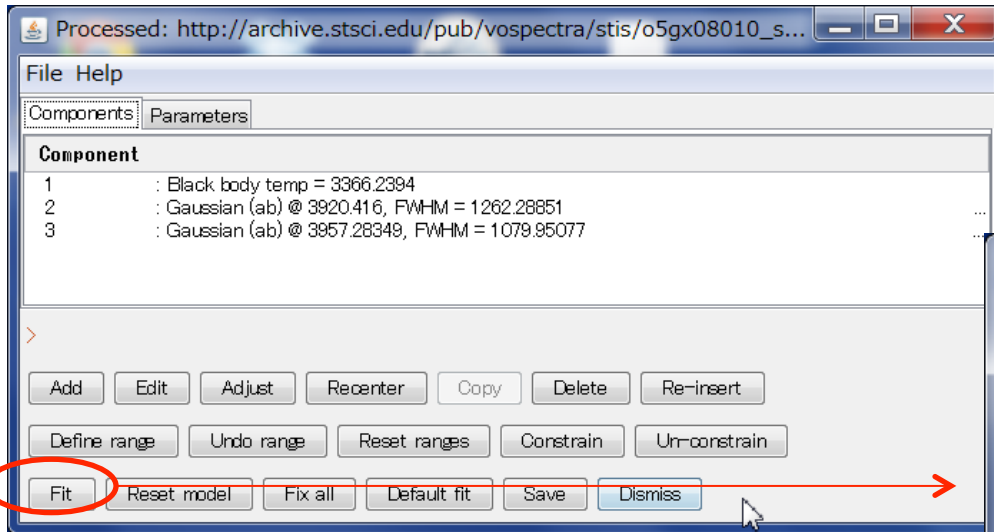 Processed: http://archive.stsci.edu/pub/vospectra/stis/o5gx08010_s...
File Help
Components Parameters
Component
1 : Black body temp = 3366.2394
2 : Gaussian (ab) @ 3920.416, FWHM = 1262.28851 ...
3 : Gaussian (ab) @ 3957.28349, FWHM = 1079.95077 ...
>
Add Edit Adjust Recenter Copy Delete Re-insert
Define range Undo range Reset ranges Constrain Un-constrain
Fit Reset model Fix all Default fit Save Dismiss